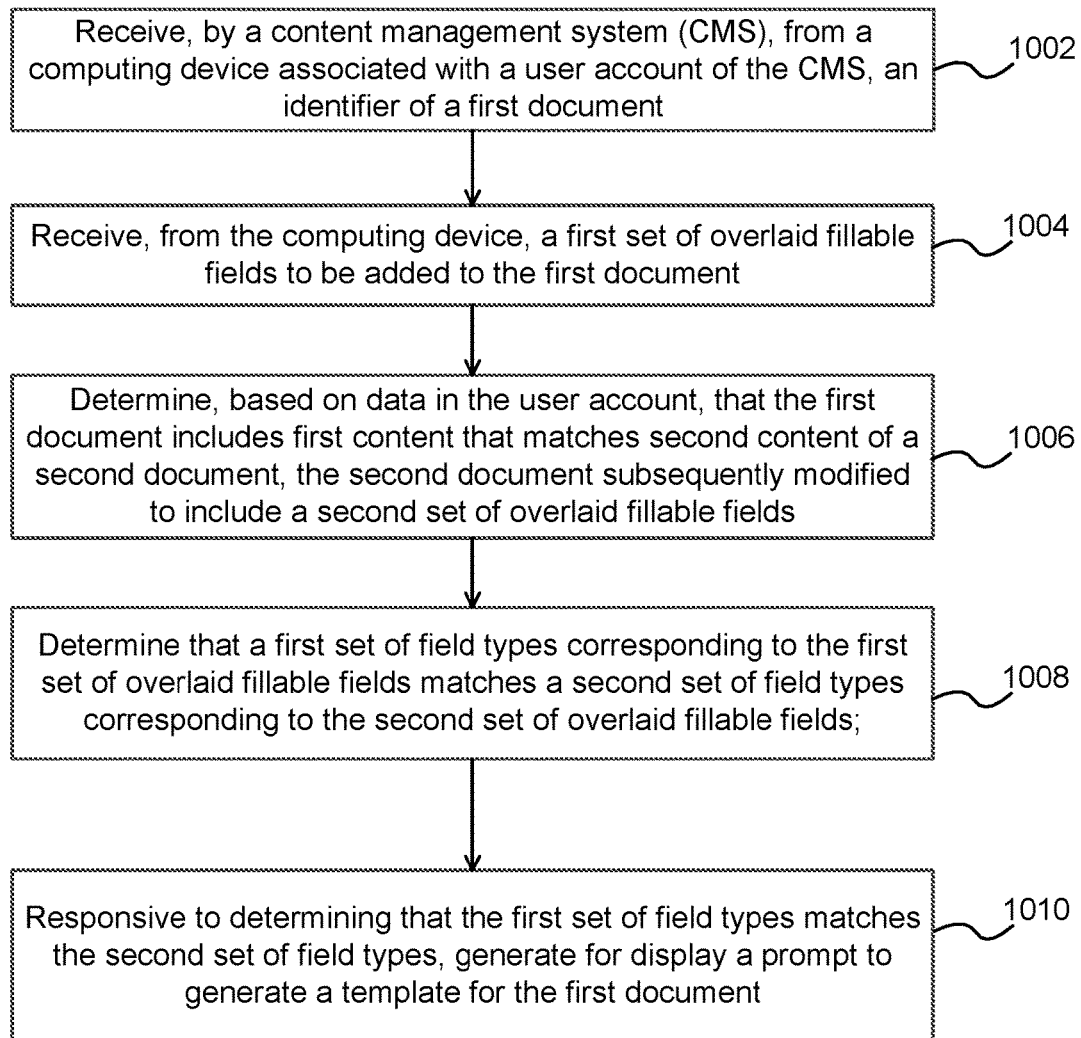 Receive, by a content management system (CMS), from a
computing device associated with a user account of the CMS, an
identifier of a first document
1002
Receive, from the computing device, a first set of overlaid fillable
fields to be added to the first document
1004
Determine, based on data in the user account, that the first
document includes first content that matches second content of a
second document, the second document subsequently modified
to include a second set of overlaid fillable fields
1006
Determine that a first set of field types corresponding to the first
set of overlaid fillable fields matches a second set of field types
corresponding to the second set of overlaid fillable fields;
1008
Responsive to determining that the first set of field types matches
the second set of field types, generate for display a prompt to
generate a template for the first document
1010